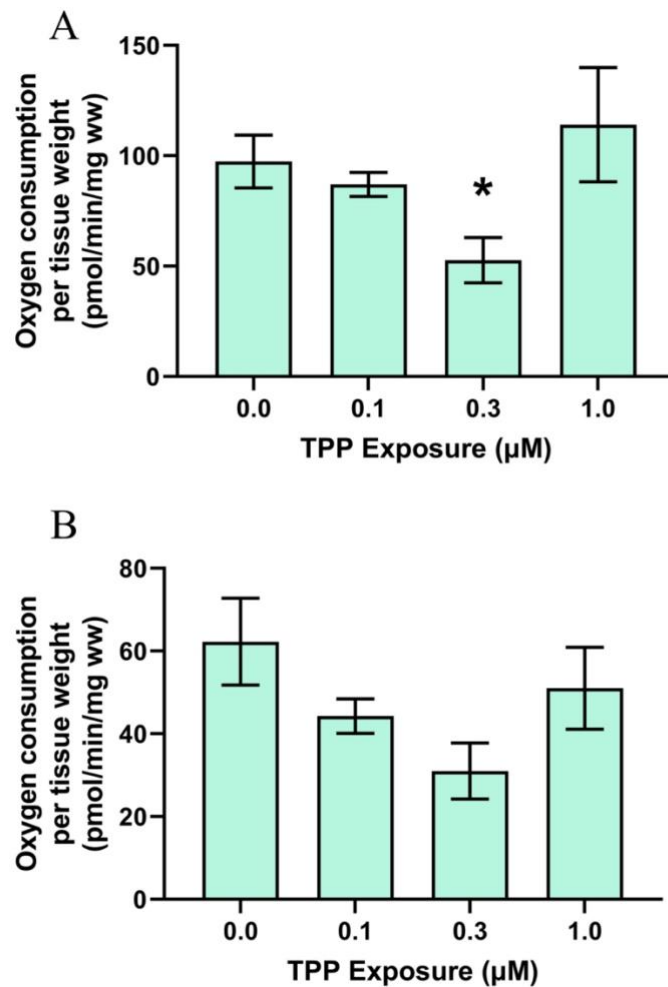 A
Oxygen consumption
per tissue weight
(pmol/min/mg ww)
150
100
50
0
*
0.0 0.1 0.3 1.0
TPP Exposure (µM)
B
Oxygen consumption
per tissue weight
(pmol/min/mg ww)
80
60
40
20
0
0.0 0.1 0.3 1.0
TPP Exposure (µM)